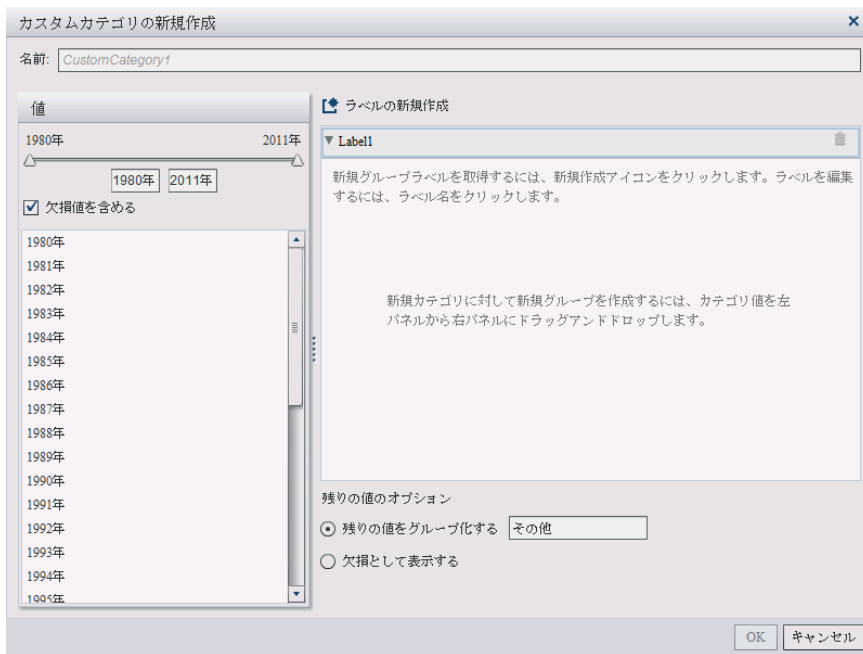 カスタムカテゴリの新規作成
名前: CustomCategory1
値
1980年 2011年
1980年 2011年
欠損値を含める
1980年
1981年
1982年
1983年
1984年
1985年
1986年
1987年
1988年
1989年
1990年
1991年
1992年
1993年
1994年
1995年
ラベルの新規作成
Label1
新規グループラベルを取得するには、新規作成アイコンをクリックします。ラベルを編集
するには、ラベル名をクリックします。
新規カテゴリに対して新規グループを作成するには、カテゴリ値を左
パネルから右パネルにドラッグアンドドロップします。
残りの値のオプション
残りの値をグループ化する その他
欠損として表示する
OK キャンセル